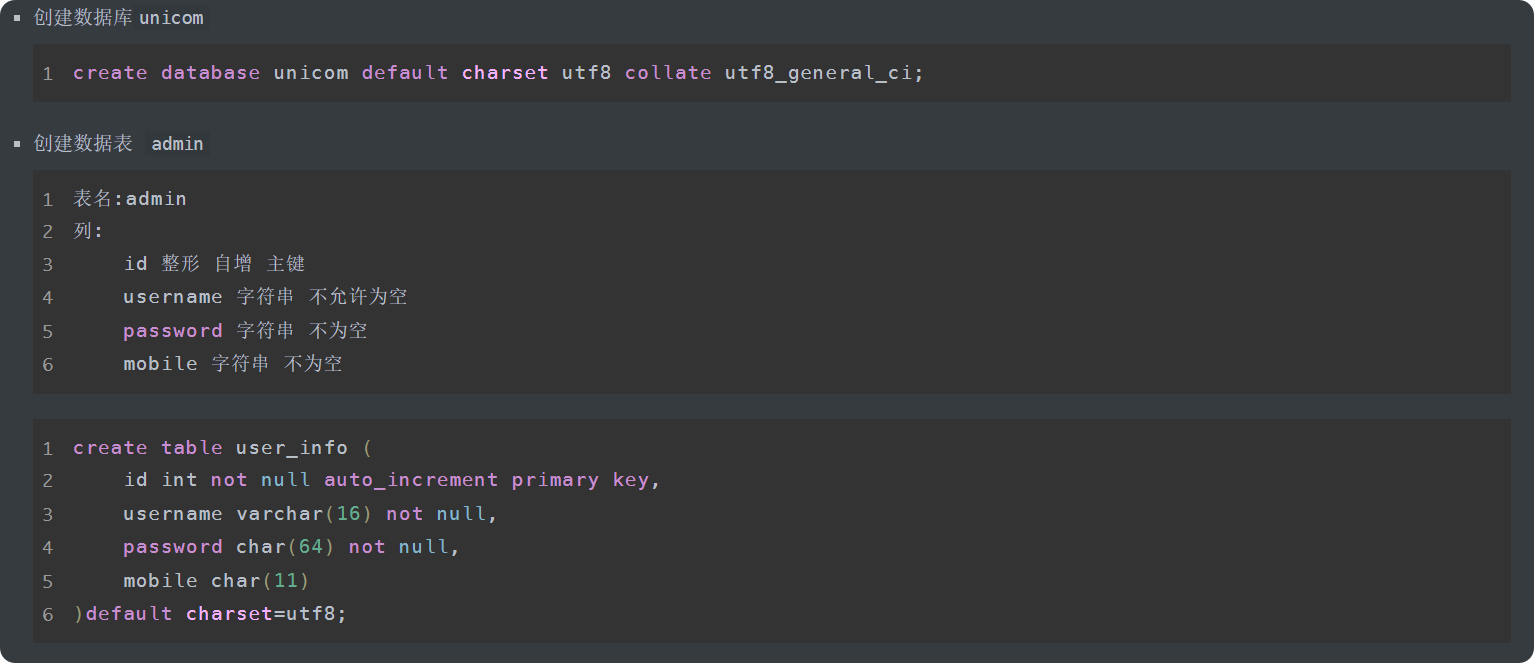 ▪ 创建数据库 unicom
1 create database unicom default charset utf8 collate utf8_general_ci;
▪ 创建数据表 admin
1 表名:admin
2 列:
3     id 整形 自增 主键
4     username 字符串 不允许为空
5     password 字符串 不为空
6     mobile 字符串 不为空
1 create table user_info (
2     id int not null auto_increment primary key,
3     username varchar(16) not null,
4     password char(64) not null,
5     mobile char(11)
6 )default charset=utf8;